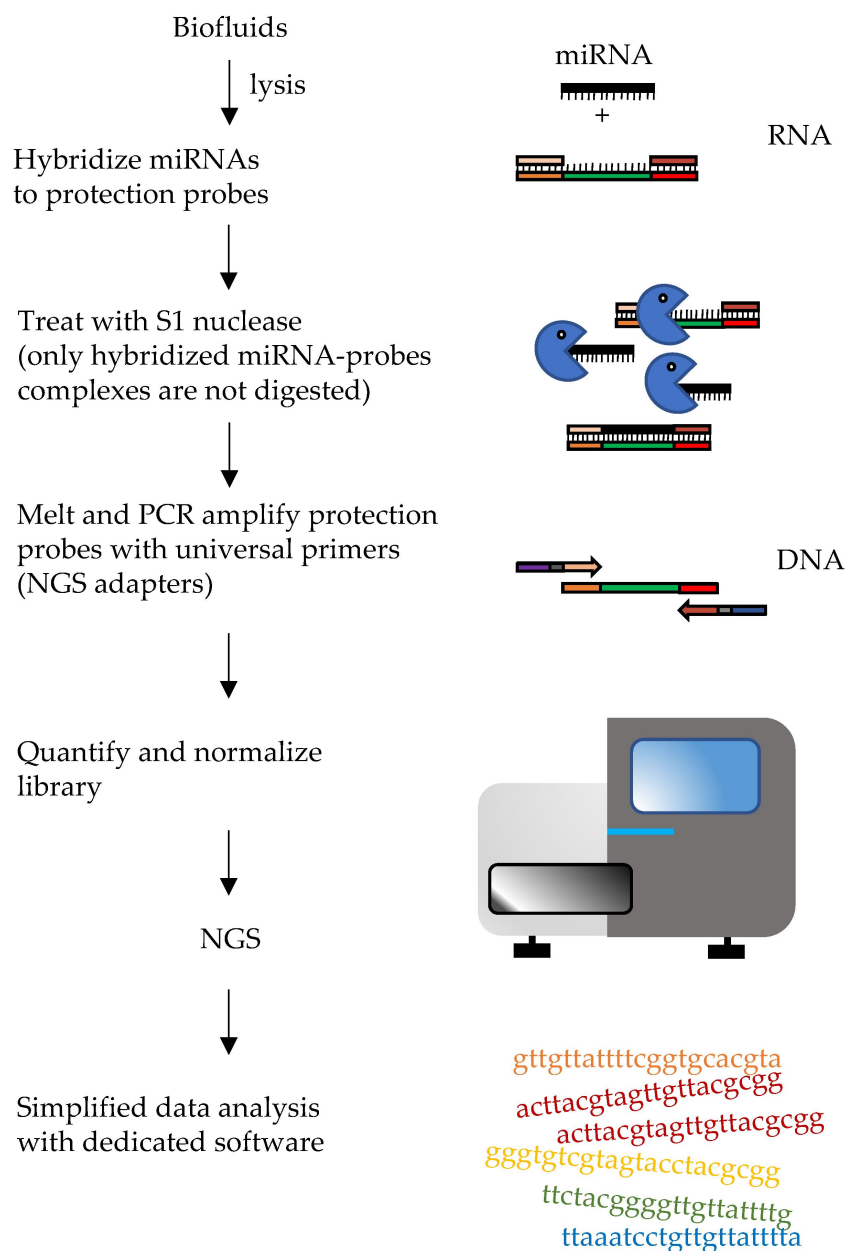 Biofluids
lysis
miRNA
+
RNA
Hybridize miRNAs
to protection probes
Treat with S1 nuclease
(only hybridized miRNA-probes
complexes are not digested)
Melt and PCR amplify protection
probes with universal primers
(NGS adapters)
DNA
Quantify and normalize
library
NGS
Simplified data analysis
with dedicated software
gttgttattttcggtgcacgta
acttacgtagttgttacgcgg
acttacgtagttgttacgcgg
gggtgtcgtagtacctacgcgg
ttctacggggttgttattttg
ttaaatcctgttgttatttta